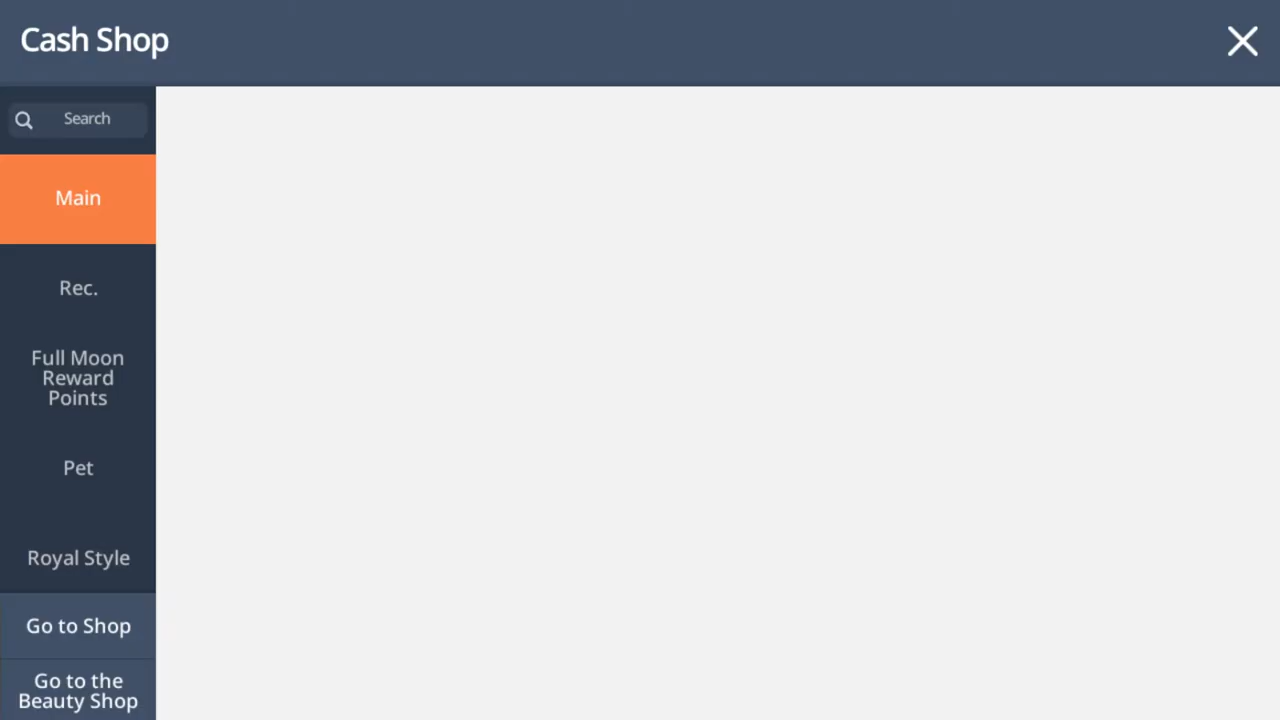 Cash Shop
Search
Main
Rec.
Full Moon
Reward
Points
Pet
Royal Style
Go to Shop
Go to the
Beauty Shop